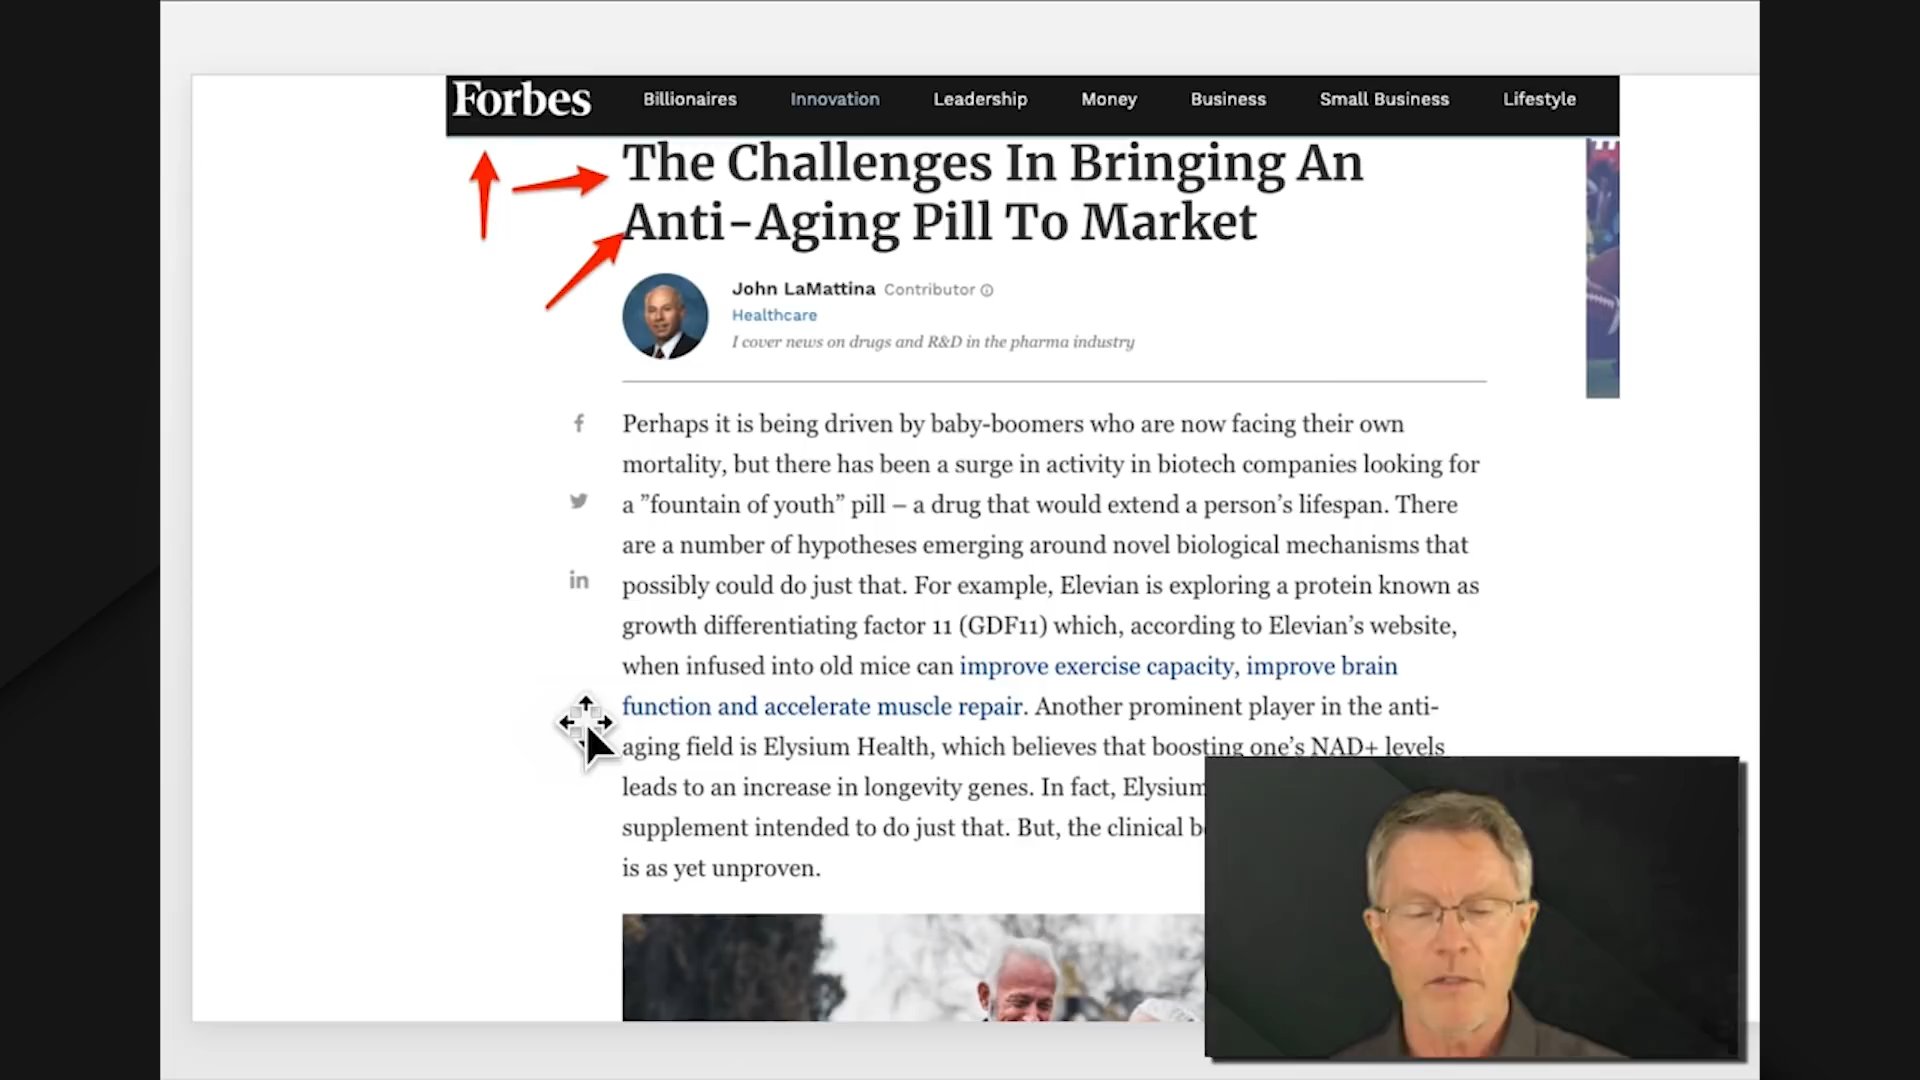 Forbes Billionaires Innovation Leadership Money Business Small Business Lifestyle
The Challenges In Bringing An
Anti-Aging Pill To Market
John LaMattina Contributor
Healthcare
I cover news on drugs and R&D in the pharma industry
Perhaps it is being driven by baby-boomers who are now facing their own
mortality, but there has been a surge in activity in biotech companies looking for
a ”fountain of youth” pill – a drug that would extend a person’s lifespan. There
are a number of hypotheses emerging around novel biological mechanisms that
possibly could do just that. For example, Elevian is exploring a protein known as
growth differentiating factor 11 (GDF11) which, according to Elevian’s website,
when infused into old mice can improve exercise capacity, improve brain
function and accelerate muscle repair. Another prominent player in the anti-
aging field is Elysium Health, which believes that boosting one’s NAD+ levels
leads to an increase in longevity genes. In fact, Elysium
supplement intended to do just that. But, the clinical
is as yet unproven.